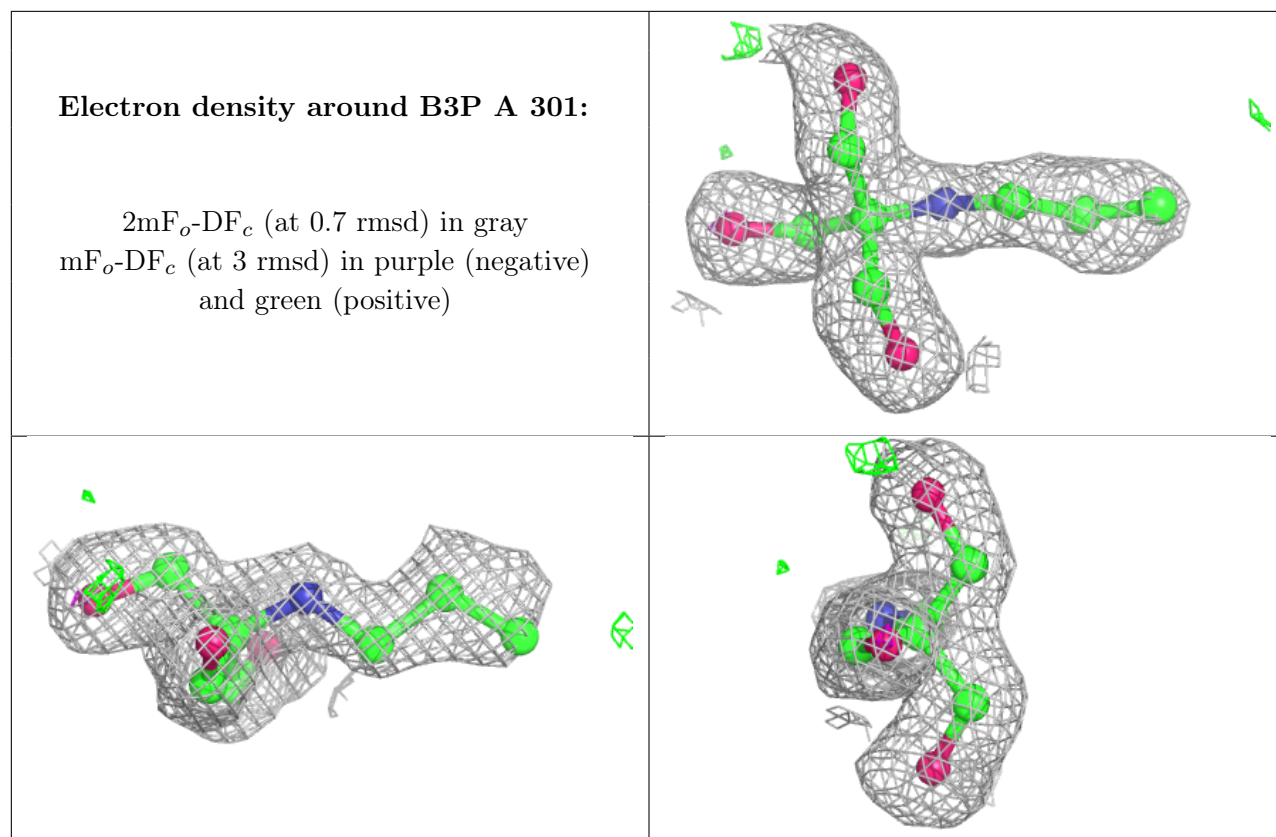 Electron density around B3P A 301:
2mFo-DFc (at 0.7 rmsd) in gray
mFo-DFc (at 3 rmsd) in purple (negative)
and green (positive)